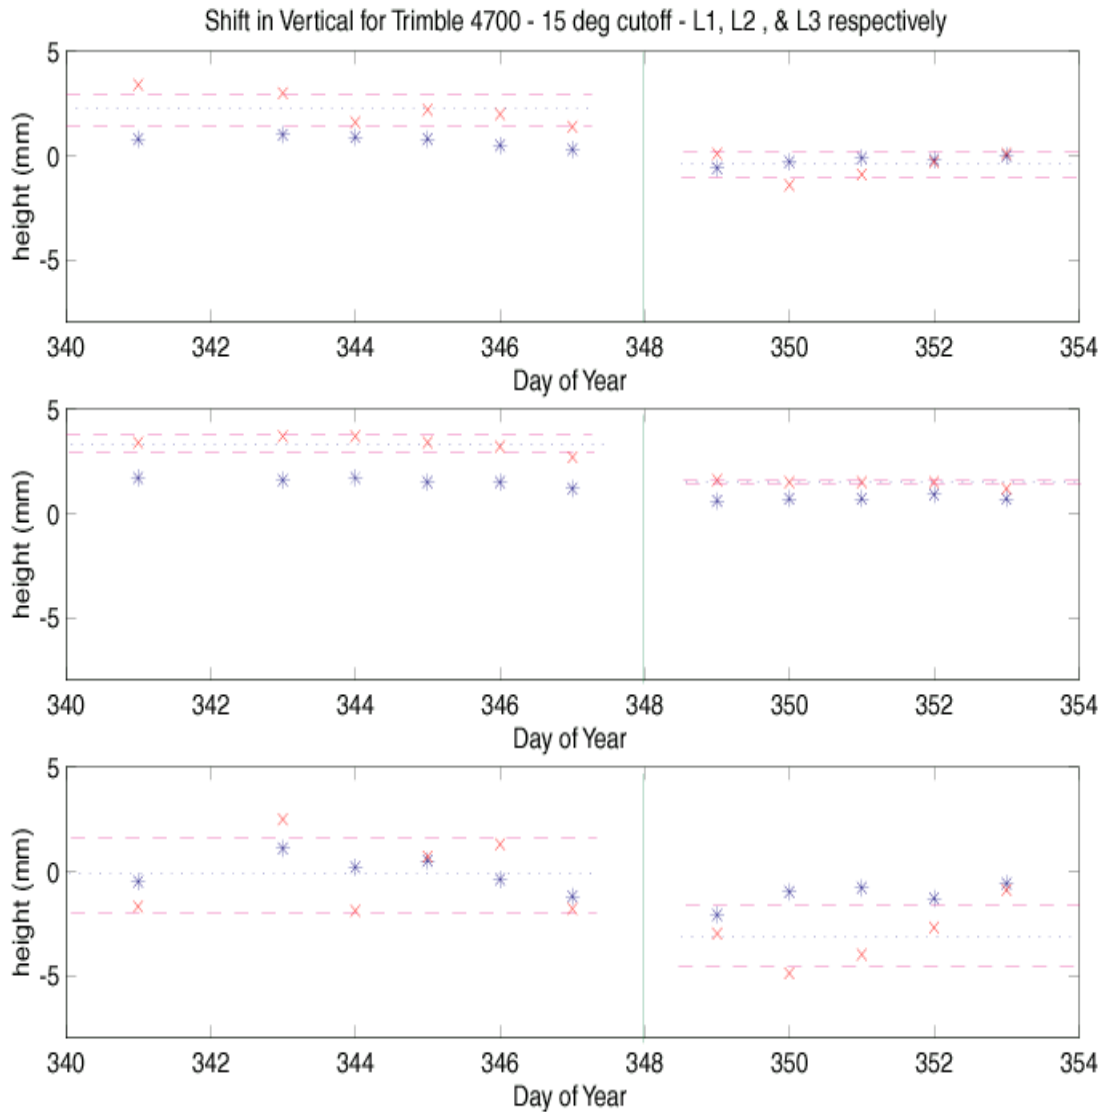 Shift in Vertical for Trimble 4700 - 15 deg cutoff - L1, L2 , & L3 respectively
5
0
-5
height (mm)
340 342 344 346 348 350 352 354
Day of Year
5
0
-5
height (mm)
340 342 344 346 348 350 352 354
Day of Year
5
0
-5
height (mm)
340 342 344 346 348 350 352 354
Day of Year